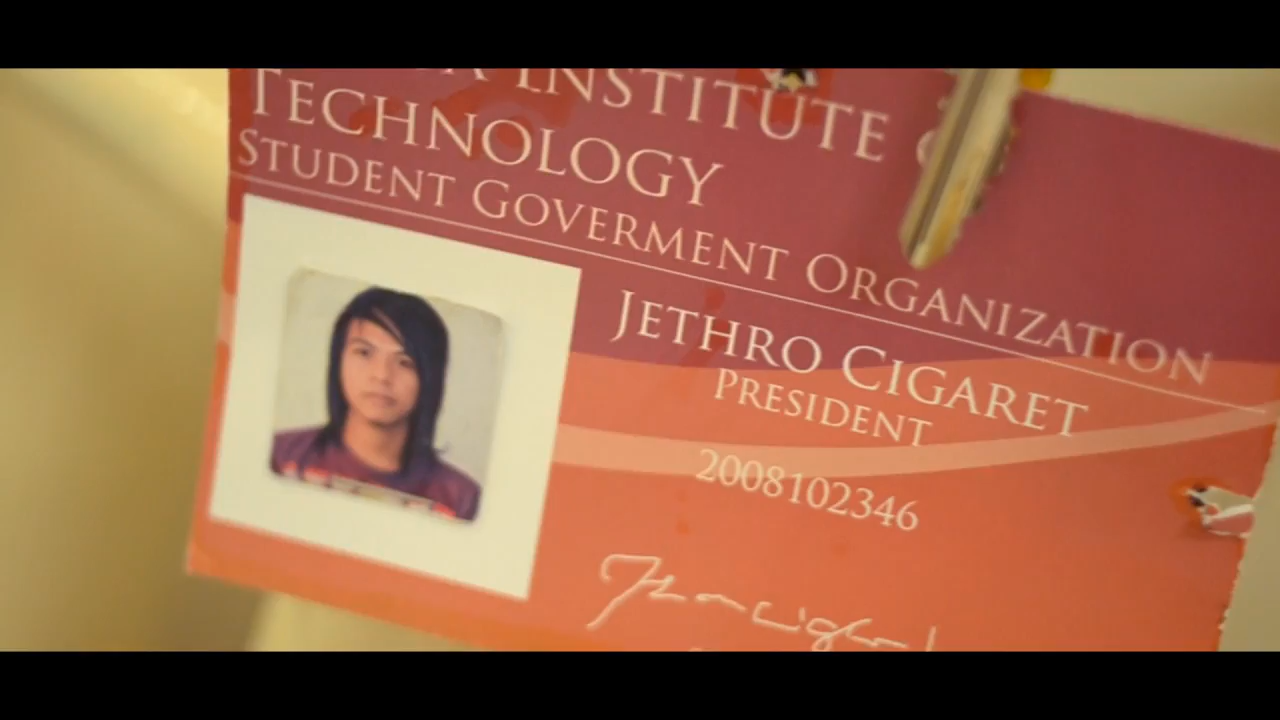 INSTITUTE
TECHNOLOGY
STUDENT GOVERMENT ORGANIZATION
JETHRO CIGARET
PRESIDENT
2008102346